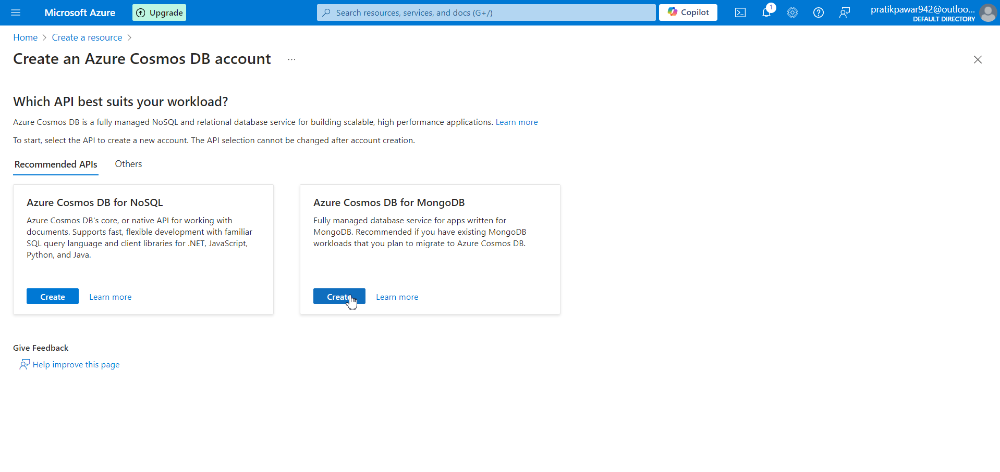 Microsoft Azure
Upgrade
Search resources, services, and docs (G+/)
Copilot
1
pratikpawar942@outloo...
DEFAULT DIRECTORY
Home > Create a resource >
Create an Azure Cosmos DB account ...
Which API best suits your workload?
Azure Cosmos DB is a fully managed NoSQL and relational database service for building scalable, high performance applications. Learn more
To start, select the API to create a new account. The API selection cannot be changed after account creation.
Recommended APIs
Others
Azure Cosmos DB for NoSQL
Azure Cosmos DB's core, or native API for working with
documents. Supports fast, flexible development with familiar
SQL query language and client libraries for .NET, JavaScript,
Python, and Java.
Create
Learn more
Azure Cosmos DB for MongoDB
Fully managed database service for apps written for
MongoDB. Recommended if you have existing MongoDB
workloads that you plan to migrate to Azure Cosmos DB.
Create
Learn more
Give Feedback
Help improve this page